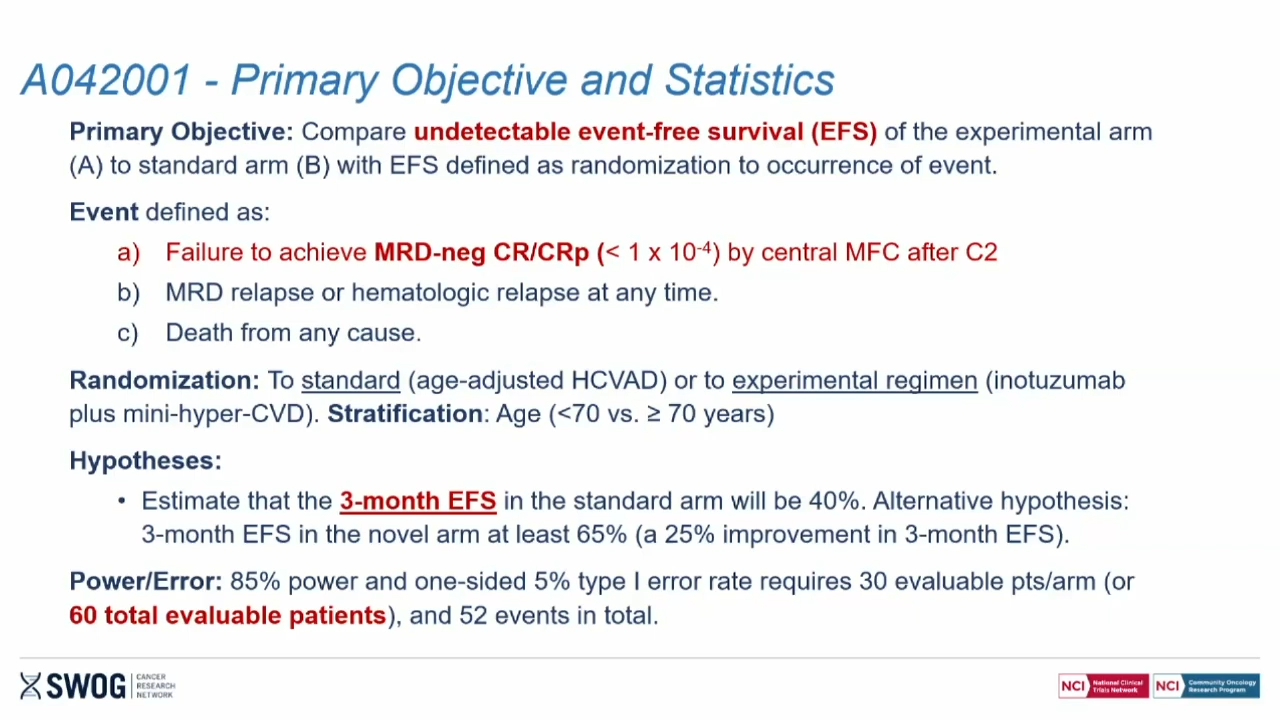 A042001 - Primary Objective and Statistics
Primary Objective: Compare undetectable event-free survival (EFS) of the experimental arm
(A) to standard arm (B) with EFS defined as randomization to occurrence of event.
Event defined as:
a) Failure to achieve MRD-neg CR/CRp (< 1 x 10⁻⁴) by central MFC after C2
b) MRD relapse or hematologic relapse at any time.
c) Death from any cause.
Randomization: To standard (age-adjusted HCVAD) or to experimental regimen (inotuzumab
plus mini-hyper-CVD). Stratification: Age (<70 vs. ≥ 70 years)
Hypotheses:
• Estimate that the 3-month EFS in the standard arm will be 40%. Alternative hypothesis:
3-month EFS in the novel arm at least 65% (a 25% improvement in 3-month EFS).
Power/Error: 85% power and one-sided 5% type I error rate requires 30 evaluable pts/arm (or
60 total evaluable patients), and 52 events in total.
SWOG
CANCER
RESEARCH
NETWORK
NCI National Clinical
Trials Network
NCI Community Oncology
Research Program